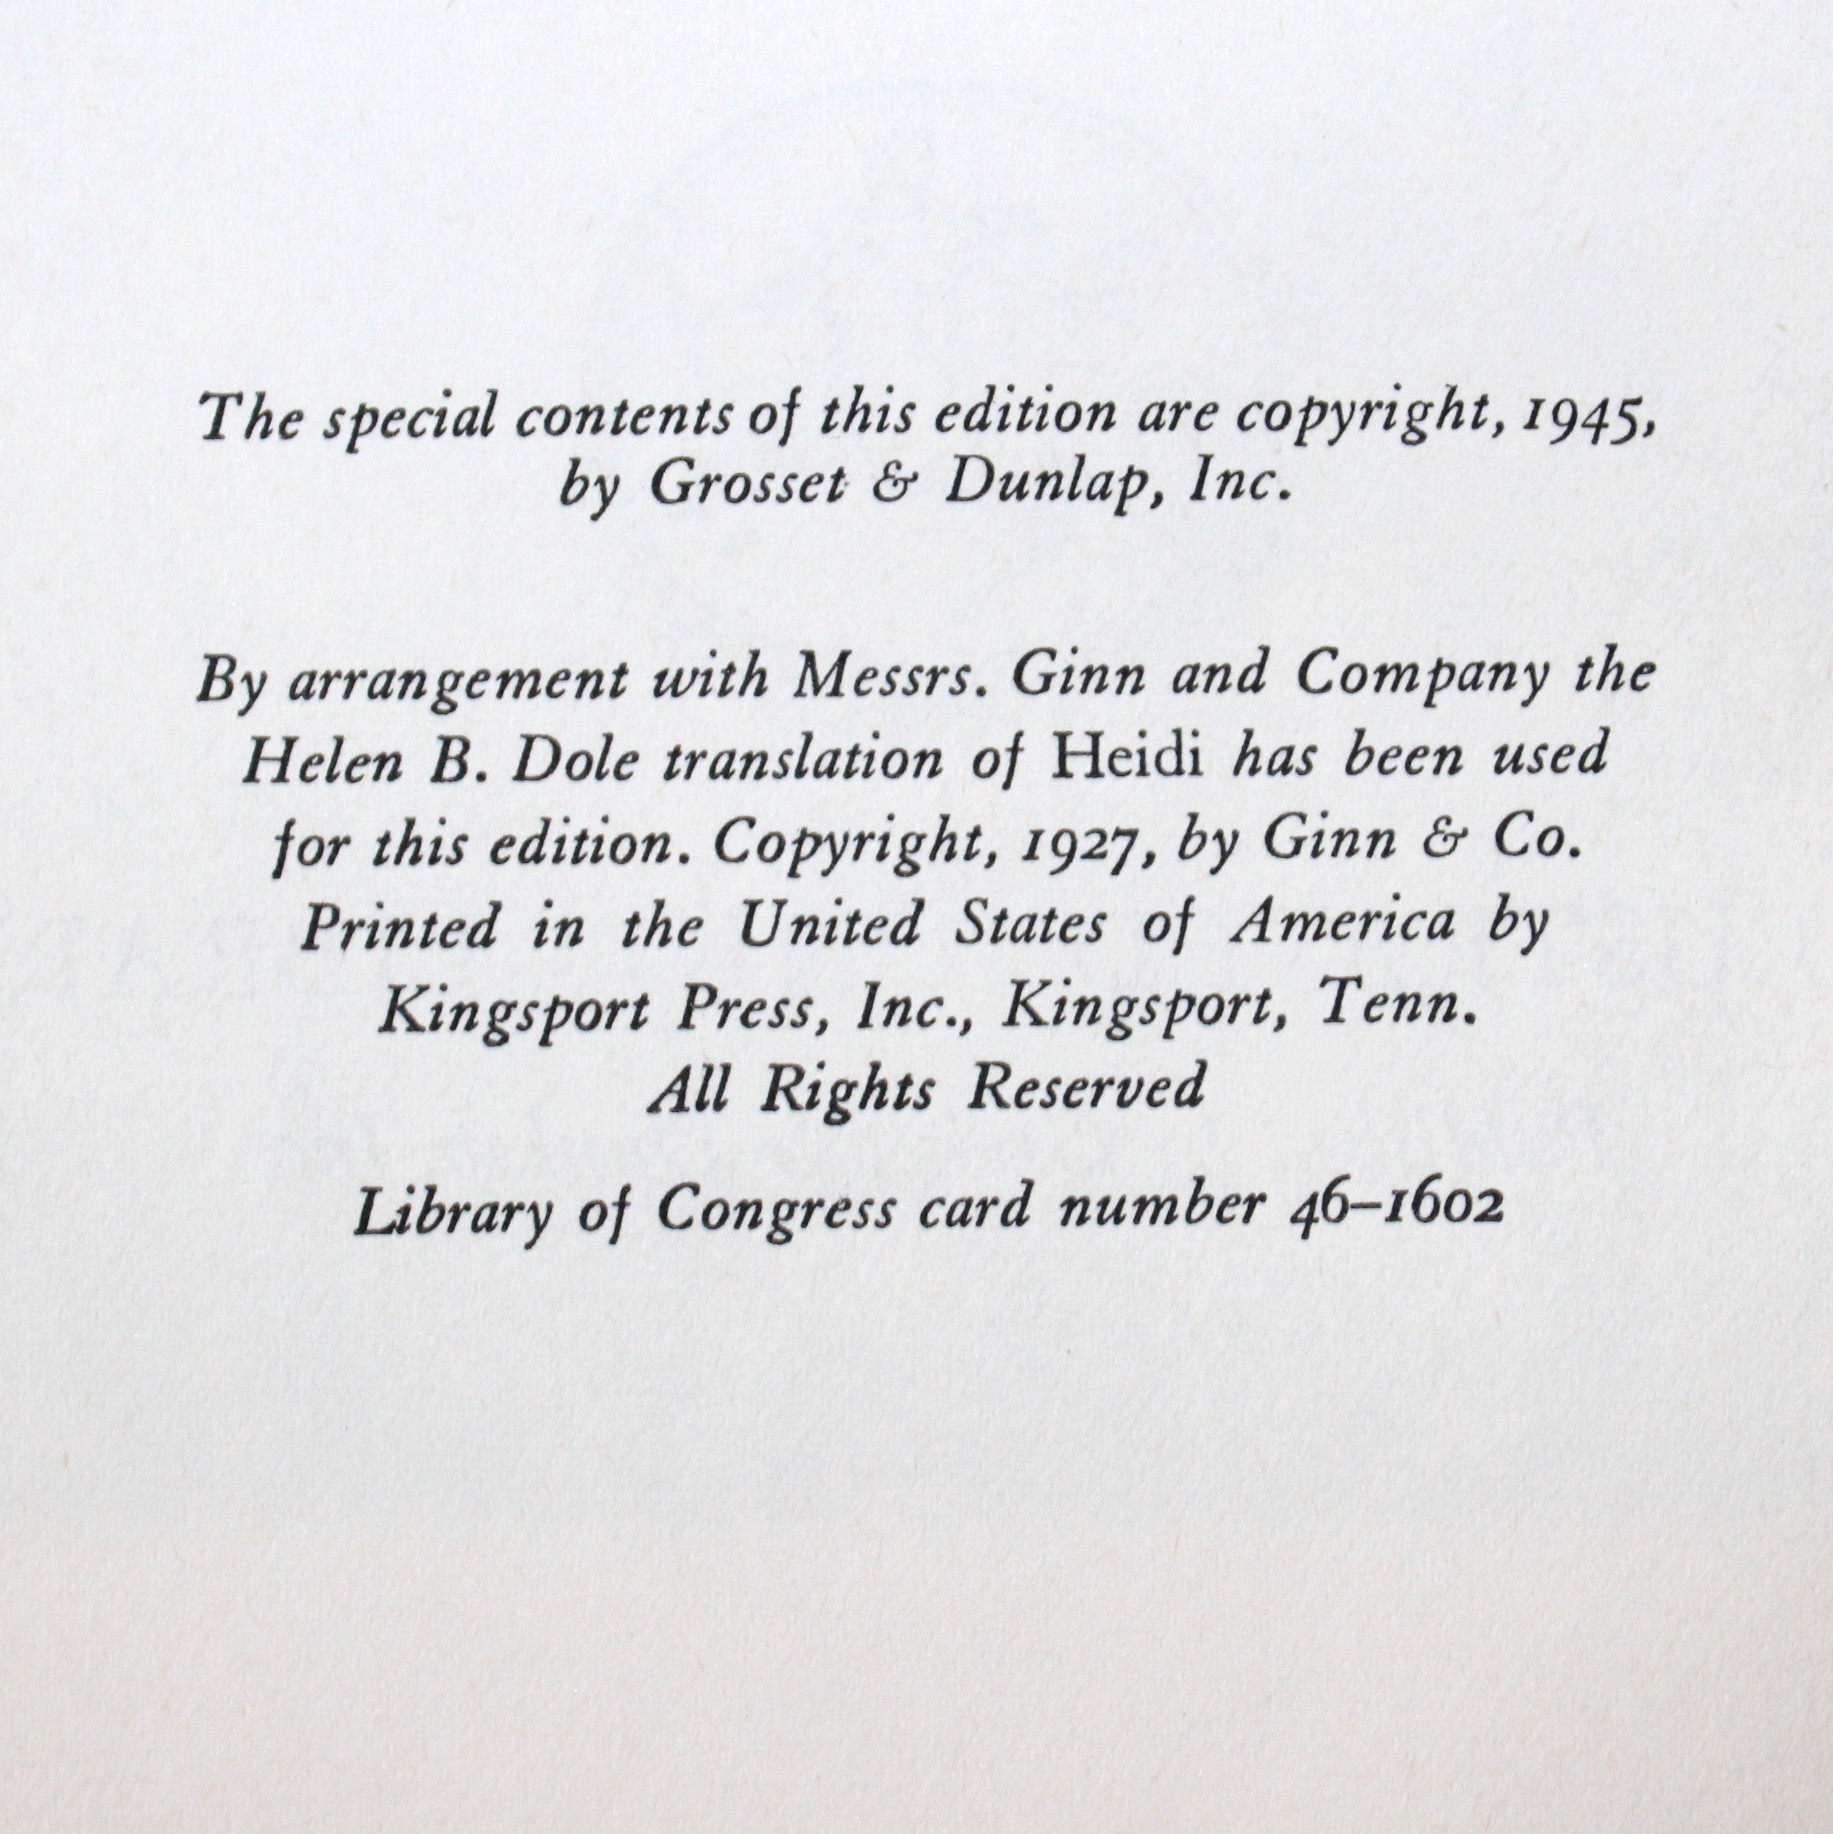 The special contents of this edition are copyright, 1945,
by Grosset & Dunlap, Inc.
By arrangement with Messrs. Ginn and Company the
Helen B. Dole translation of Heidi has been used
for this edition. Copyright, 1927, by Ginn & Co.
Printed in the United States of America by
Kingsport Press, Inc., Kingsport, Tenn.
All Rights Reserved
Library of Congress card number 46–1602